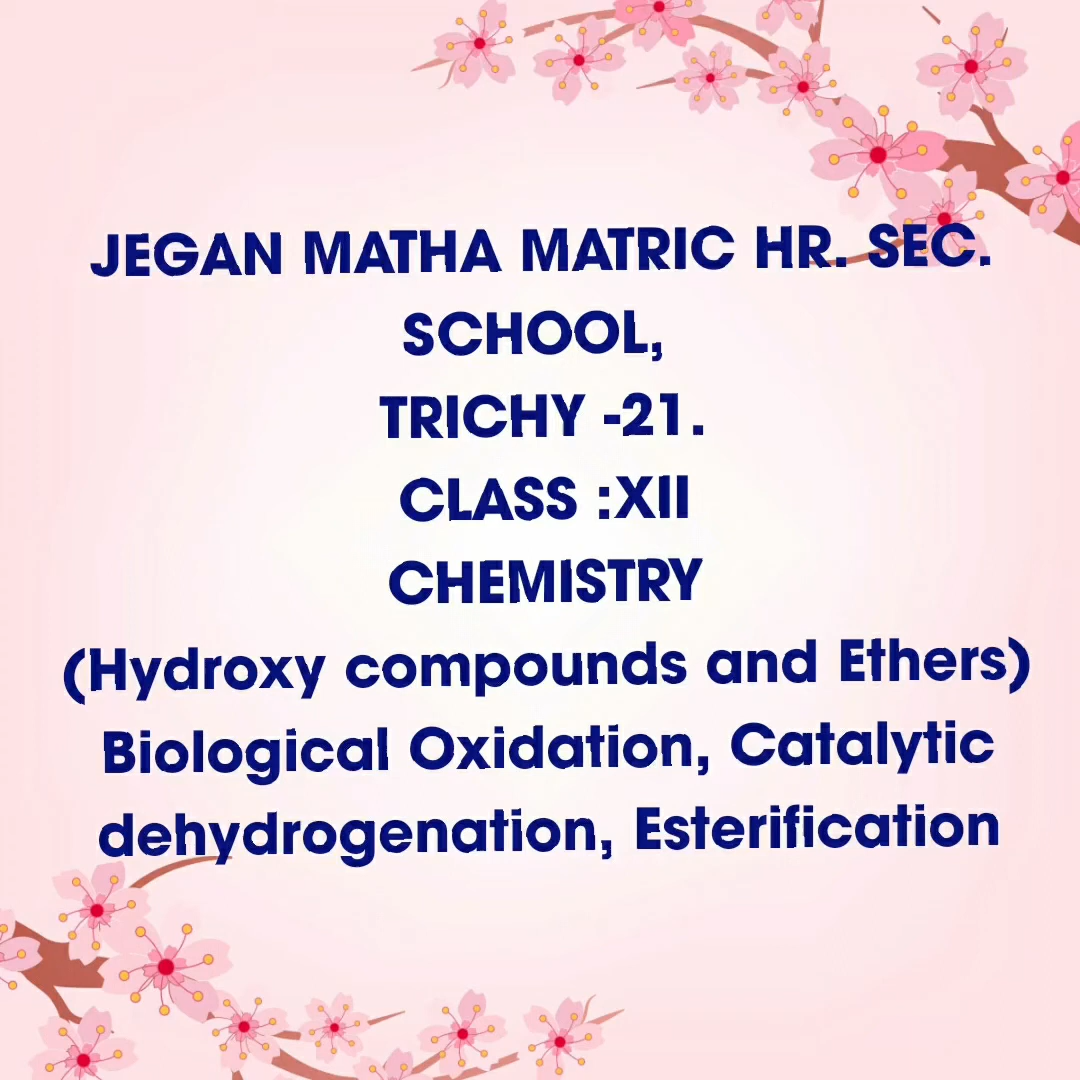 JEGAN MATHA MATRIC HR. SEC.
SCHOOL,
TRICHY -21.
CLASS :XII
CHEMISTRY
(Hydroxy compounds and Ethers)
Biological Oxidation, Catalytic
dehydrogenation, Esterification